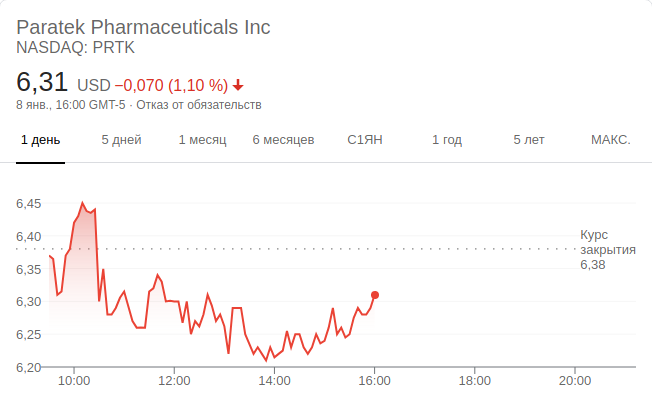 Paratek Pharmaceuticals Inc
NASDAQ: PRTK
6,31 USD −0,070 (1,10 %)
8 янв., 16:00 GMT-5 · Отказ от обязательств
1 день 5 дней 1 месяц 6 месяцев С1ЯН 1 год 5 лет МАКС.
6,45
6,40
6,35
6,30
6,25
6,20
Курс
закрытия
6,38
10:00 12:00 14:00 16:00 18:00 20:00